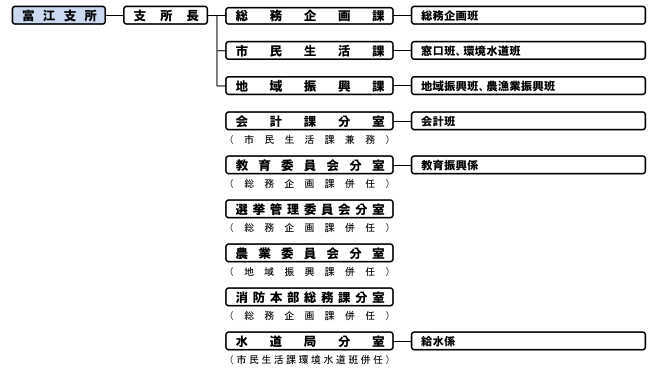 富江支所 支所長 総務企画課 総務企画班
市民生活課 窓口班、環境水道班
地域振興課 地域振興班、農漁業振興班
会計課分室 会計班
(市民生活課兼務)
教育委員会分室 教育振興係
(総務企画課併任)
選挙管理委員会分室
(総務企画課併任)
農業委員会分室
(地域振興課併任)
消防本部総務課分室
(総務企画課併任)
水道局分室 給水係
(市民生活課環境水道班併任)